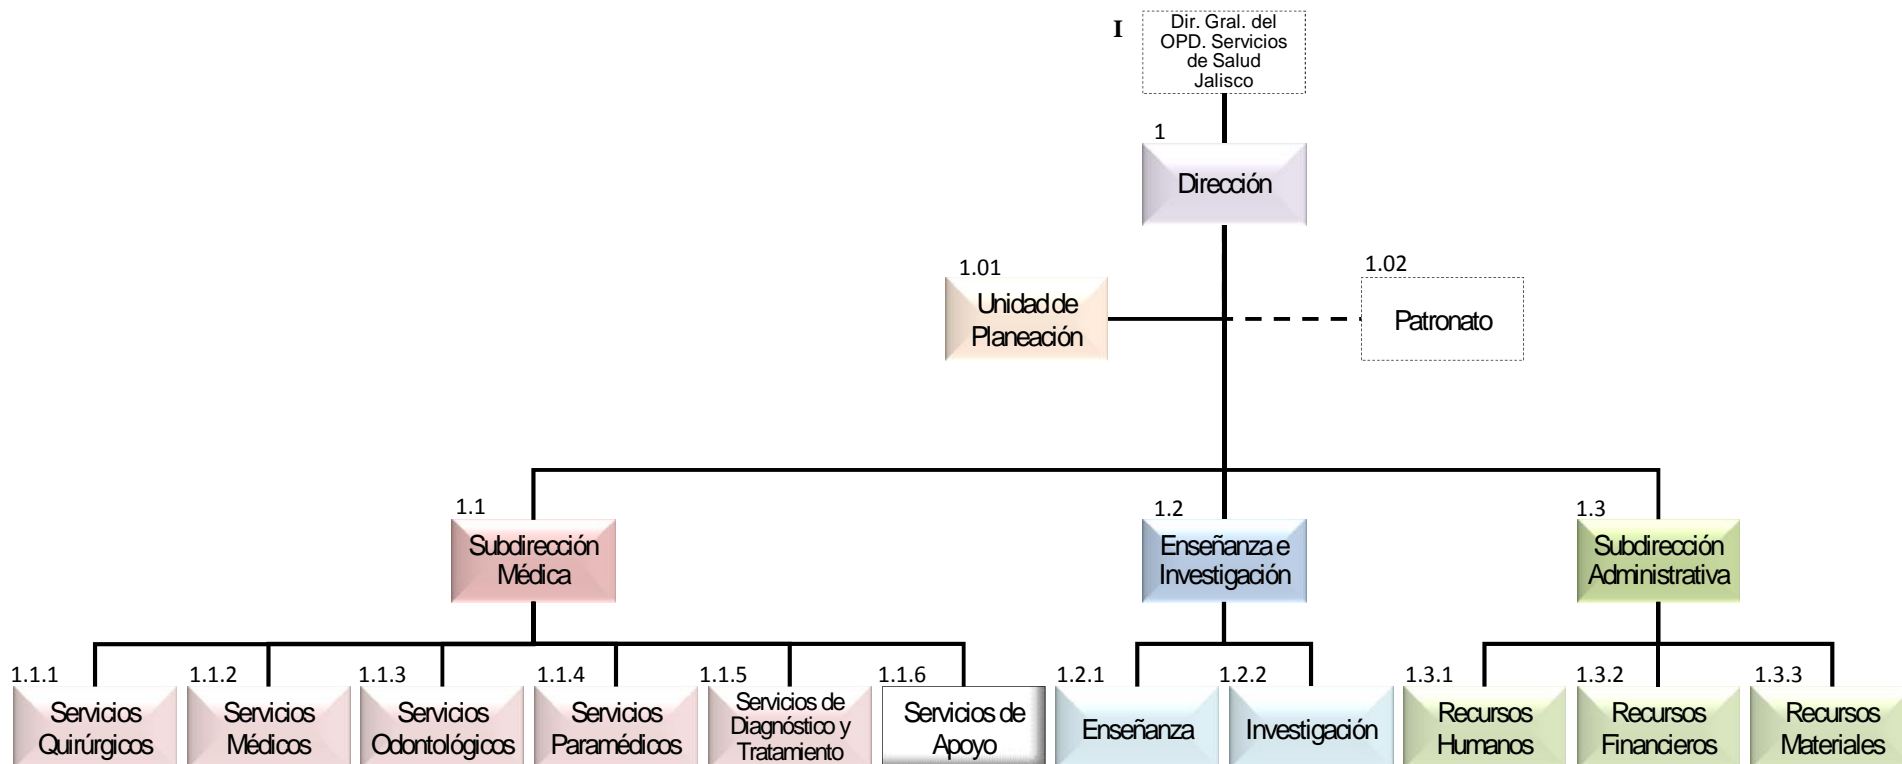 I
Dir. Gral. del
OPD. Servicios
de Salud
Jalisco
1
Dirección
1.01
Unidad de
Planeación
1.02
Patronato
1.1
Subdirección
Médica
1.2
Enseñanza e
Investigación
1.3
Subdirección
Administrativa
1.1.1
Servicios
Quirúrgicos
1.1.2
Servicios
Médicos
1.1.3
Servicios
Odontológicos
1.1.4
Servicios
Paramédicos
1.1.5
Servicios de
Diagnóstico y
Tratamiento
1.1.6
Servicios de
Apoyo
1.2.1
Enseñanza
1.2.2
Investigación
1.3.1
Recursos
Humanos
1.3.2
Recursos
Financieros
1.3.3
Recursos
Materiales